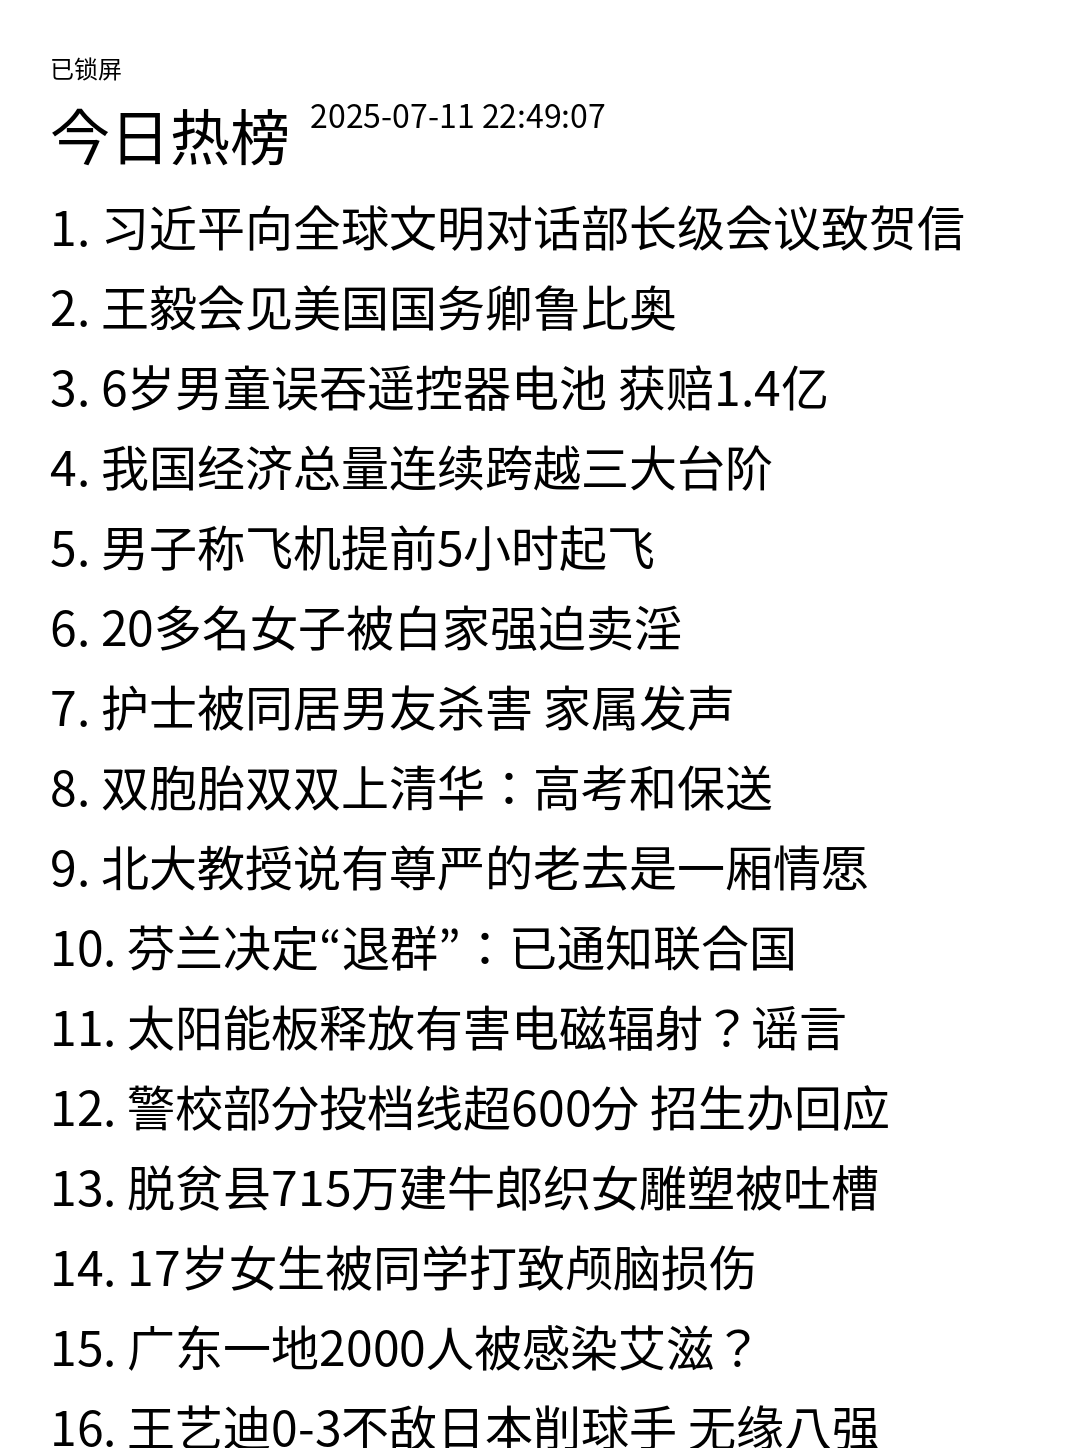 已锁屏
今日热榜 2025-07-11 22:49:07
1. 习近平向全球文明对话部长级会议致贺信
2. 王毅会见美国国务卿鲁比奥
3. 6岁男童误吞遥控器电池 获赔1.4亿
4. 我国经济总量连续跨越三大台阶
5. 男子称飞机提前5小时起飞
6. 20多名女子被白家强迫卖淫
7. 护士被同居男友杀害 家属发声
8. 双胞胎双双上清华：高考和保送
9. 北大教授说有尊严的老去是一厢情愿
10. 芬兰决定“退群”：已通知联合国
11. 太阳能板释放有害电磁辐射？谣言
12. 警校部分投档线超600分 招生办回应
13. 脱贫县715万建牛郎织女雕塑被吐槽
14. 17岁女生被同学打致颅脑损伤
15. 广东一地2000人被感染艾滋？
16. 王艺迪0-3不敌日本削球手 无缘八强